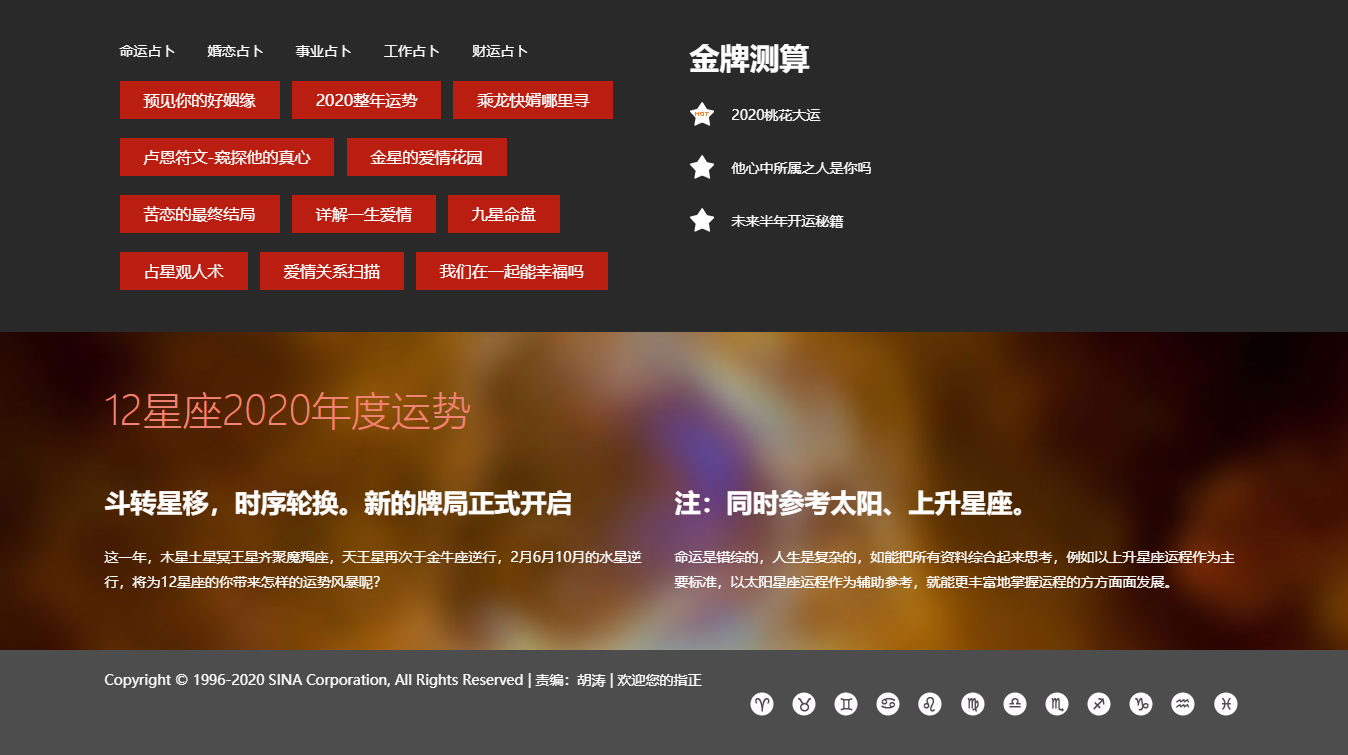 命运占卜 婚恋占卜 事业占卜 工作占卜 财运占卜
预见你的好姻缘 2020整年运势 乘龙快婿哪里寻
卢恩符文-窥探他的真心 金星的爱情花园
苦恋的最终结局 详解一生爱情 九星命盘
占星观人术 爱情关系扫描 我们在一起能幸福吗
金牌测算
HOT 2020桃花大运
他心中所属之人是你吗
未来半年开运秘籍
12星座2020年度运势
斗转星移，时序轮换。新的牌局正式开启
这一年，木星土星冥王星齐聚魔羯座，天王星再次于金牛座逆行，2月6月10月的水星逆
行，将为12星座的你带来怎样的运势风暴呢？
注：同时参考太阳、上升星座。
命运是错综的，人生是复杂的，如能把所有资料综合起来思考，例如以上升星座运程作为主
要标准，以太阳星座运程作为辅助参考，就能更丰富地掌握运程的方方面面发展。
Copyright © 1996-2020 SINA Corporation, All Rights Reserved | 责编：胡涛 | 欢迎您的指正
♈ ♉ ♊ ♋ ♌ ♍ ♎ ♏ ♐ ♑ ♒ ♓